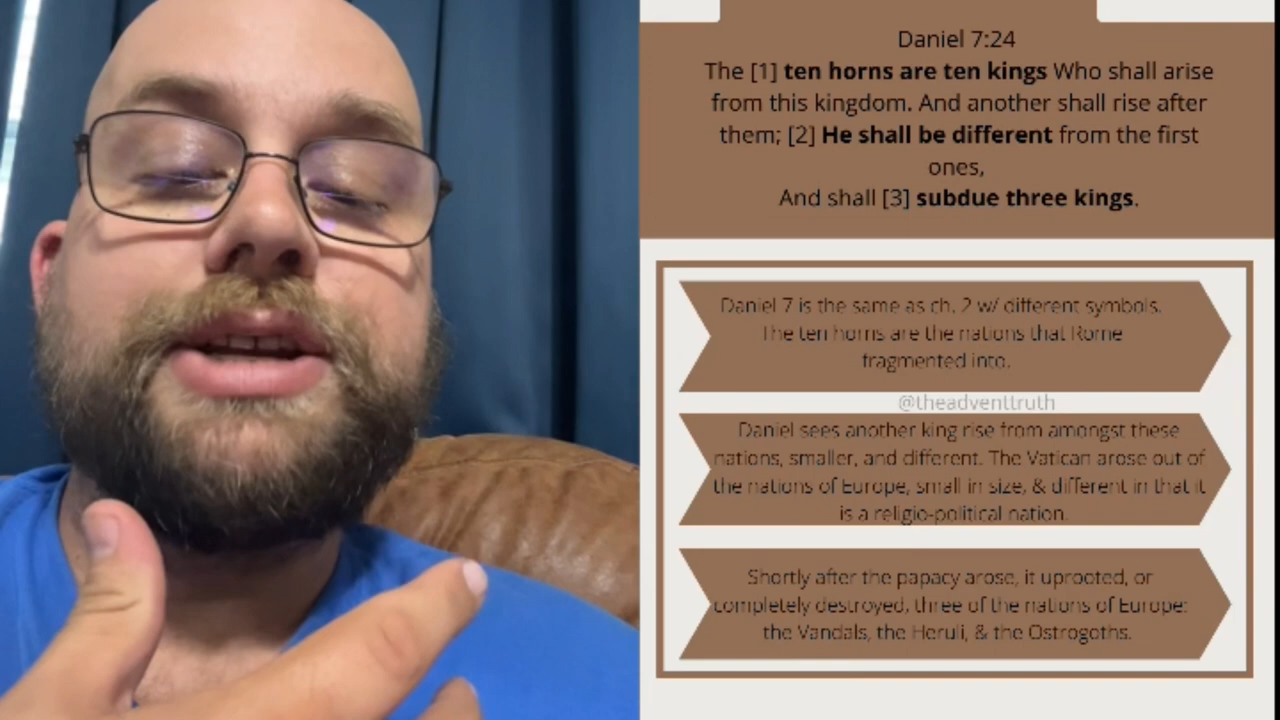 Daniel 7:24
The [1] ten horns are ten kings Who shall arise
from this kingdom. And another shall rise after
them; [2] He shall be different from the first
ones,
And shall [3] subdue three kings.
Daniel 7 is the same as ch. 2 w/ different symbols.
The ten horns are the nations that Rome
fragmented into.
@theadventtruth
Daniel sees another king rise from amongst these
nations, smaller, and different. The Vatican arose out of
the nations of Europe, small in size, & different in that it
is a religio-political nation.
Shortly after the papacy arose, it uprooted, or
completely destroyed, three of the nations of Europe:
the Vandals, the Heruli, & the Ostrogoths.